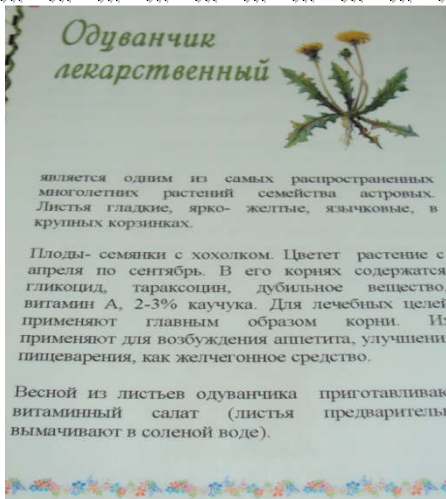 Одуванчик
лекарственный
является одним из самых распространенных
многолетних растений семейства астровых.
Листья гладкие, ярко- желтые, язычковые, в
крупных корзинках.
Плоды- семянки с хохолком. Цветет растение с
апреля по сентябрь. В его корнях содержатся
гликоцид, тараксоцин, дубильное вещество,
витамин А, 2-3% каучука. Для лечебных целей
применяют главным образом корни. Их
применяют для возбуждения аппетита, улучшени
пищеварения, как желчегонное средство.
Весной из листьев одуванчика приготавливаю
витаминный салат (листья предваритель
вымачивают в соленой воде).